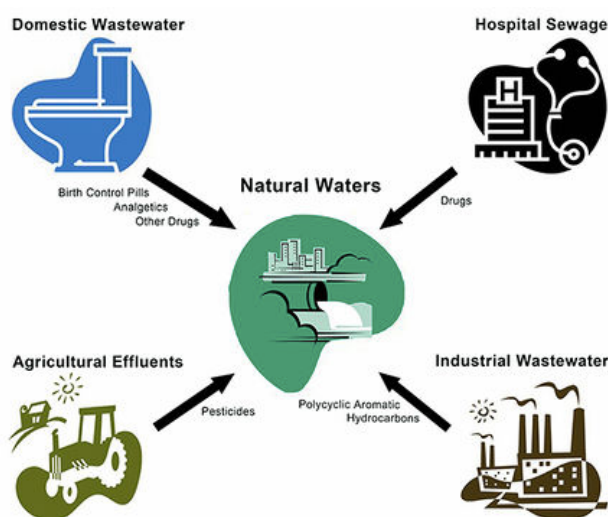 Domestic Wastewater
Hospital Sewage
H
Birth Control Pills
Analgetics
Other Drugs
Natural Waters
Drugs
Agricultural Effluents
Industrial Wastewater
Pesticides
Polycyclic Aromatic
Hydrocarbons